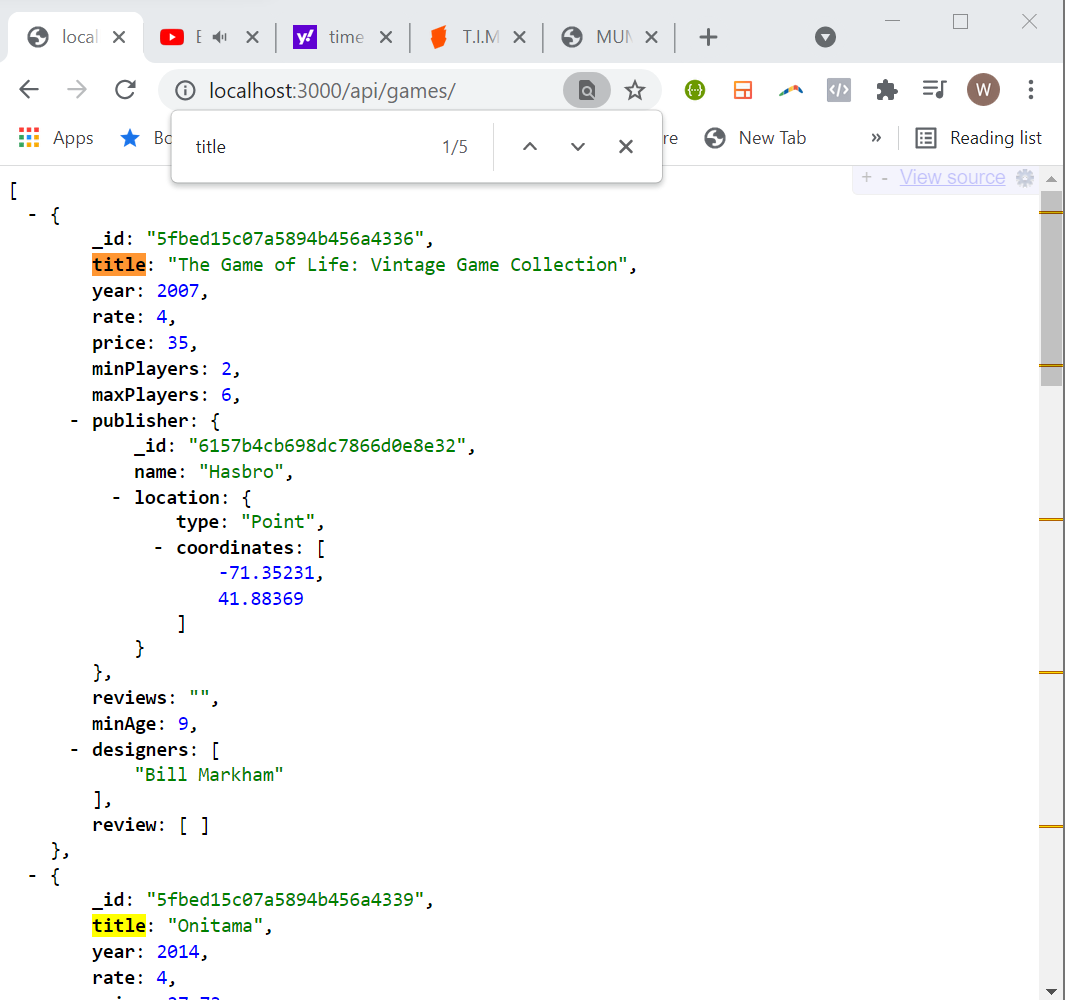 local
E
time
T.I.M
MUM
localhost:3000/api/games/
W
Apps
Bo
re
New Tab
»
Reading list
title 1/5
+ - View source
[
- {
_id: "5fbed15c07a5894b456a4336",
title: "The Game of Life: Vintage Game Collection",
year: 2007,
rate: 4,
price: 35,
minPlayers: 2,
maxPlayers: 6,
- publisher: {
_id: "6157b4cb698dc7866d0e8e32",
name: "Hasbro",
- location: {
type: "Point",
- coordinates: [
-71.35231,
41.88369
]
}
},
reviews: "",
minAge: 9,
- designers: [
"Bill Markham"
],
review: [ ]
},
- {
_id: "5fbed15c07a5894b456a4339",
title: "Onitama",
year: 2014,
rate: 4,